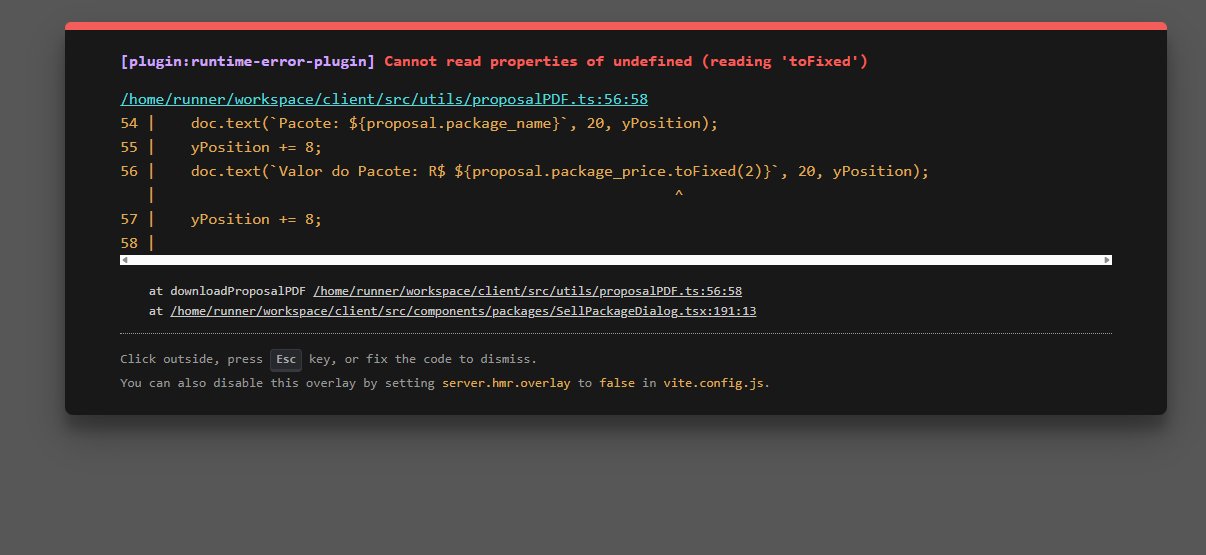 [plugin:runtime-error-plugin] Cannot read properties of undefined (reading 'toFixed')
/home/runner/workspace/client/src/utils/proposalPDF.ts:56:58
54 |    doc.text(`Pacote: ${proposal.package_name}`, 20, yPosition);
55 |    yPosition += 8;
56 |    doc.text(`Valor do Pacote: R$ ${proposal.package_price.toFixed(2)}`, 20, yPosition);
   |                                                           ^
57 |    yPosition += 8;
58 |
at downloadProposalPDF /home/runner/workspace/client/src/utils/proposalPDF.ts:56:58
at /home/runner/workspace/client/src/components/packages/SellPackageDialog.tsx:191:13
Click outside, press Esc key, or fix the code to dismiss.
You can also disable this overlay by setting server.hmr.overlay to false in vite.config.js.